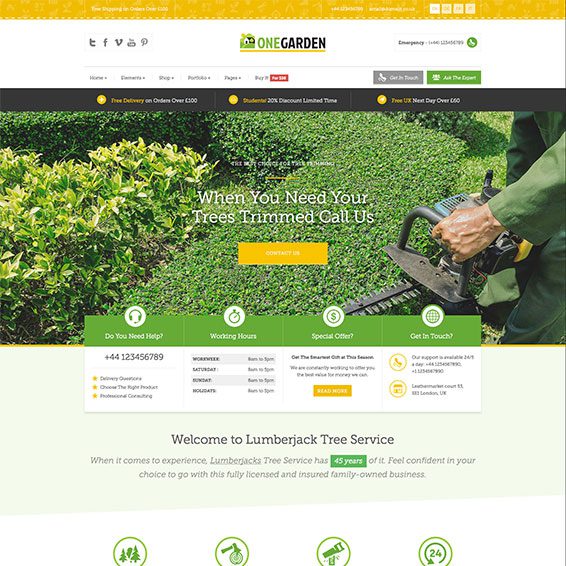 Free Shipping on Orders Over £100
+44 123456789
email@domain.co.uk
ONEGARDEN
Emergency - (+44) 123456789
Home
Elements
Shop
Portfolio
Pages
Buy It
For $58
Get In Touch
Ask The Expert
Free Delivery on Orders Over £100
Students! 20% Discount Limited Time
Free UK Next Day Over £60
THE BEST CHOICE FOR TREE TRIMMING
When You Need Your
Trees Trimmed Call Us
CONTACT US
Do You Need Help?
+44 123456789
Delivery Questions
Choose The Right Product
Professional Consulting
Working Hours
WORKWEEK: 8am to 5pm
SATURDAY: 8am to 5pm
SUNDAY: 8am to 5pm
HOLIDAYS: 8am to 5pm
Special Offer?
Get The Smartest Gift at This Season
We are constantly working to offer you
the best value for money we can.
READ MORE
Get In Touch?
Our support is available 24/5
a day: +44 123456789,
+1 234567890
Leathermarket court 53,
551 London, UK
Welcome to Lumberjack Tree Service
When it comes to experience, Lumberjacks Tree Service has 45 years of it. Feel confident in your
choice to go with this fully licensed and insured family-owned business.
24